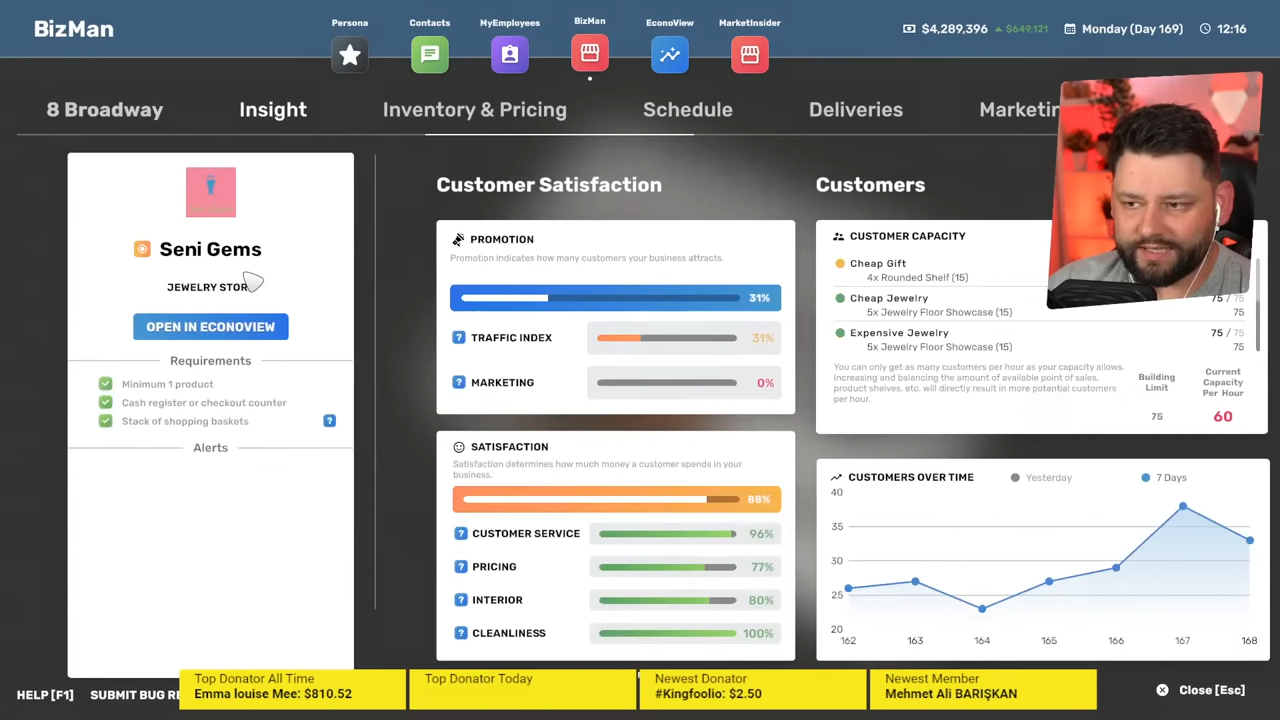 BizMan
Persona
Contacts
MyEmployees
BizMan
EconoView
MarketInsider
$4,289,396
$649,121
Monday (Day 169)
12:16
8 Broadway
Insight
Inventory & Pricing
Schedule
Deliveries
Marketin
Seni Gems
JEWELRY STOR
OPEN IN ECONOVIEW
Requirements
Minimum 1 product
Cash register or checkout counter
Stack of shopping baskets
?
Alerts
Customer Satisfaction
PROMOTION
Promotion indicates how many customers your business attracts.
31%
? TRAFFIC INDEX
31%
? MARKETING
0%
SATISFACTION
Satisfaction determines how much money a customer spends in your
business.
88%
? CUSTOMER SERVICE
96%
? PRICING
77%
? INTERIOR
80%
? CLEANLINESS
100%
Customers
CUSTOMER CAPACITY
Cheap Gift
4x Rounded Shelf (15)
Cheap Jewelry
75 / 75
5x Jewelry Floor Showcase (15)
75
Expensive Jewelry
75 / 75
5x Jewelry Floor Showcase (15)
75
You can only get as many customers per hour as your capacity allows.
Increasing and balancing the amount of available point of sales,
product shelves, etc. will directly result in more potential customers
per hour.
Building
Limit
75
Current
Capacity
Per Hour
60
CUSTOMERS OVER TIME
Yesterday
7 Days
40
35
30
25
20
162
163
164
165
166
167
168
HELP [F1]
SUBMIT BUG RE
Top Donator All Time
Emma louise Mee: $810.52
Top Donator Today
Newest Donator
#Kingfoolio: $2.50
Newest Member
Mehmet Ali BARIŞKAN
Close [Esc]